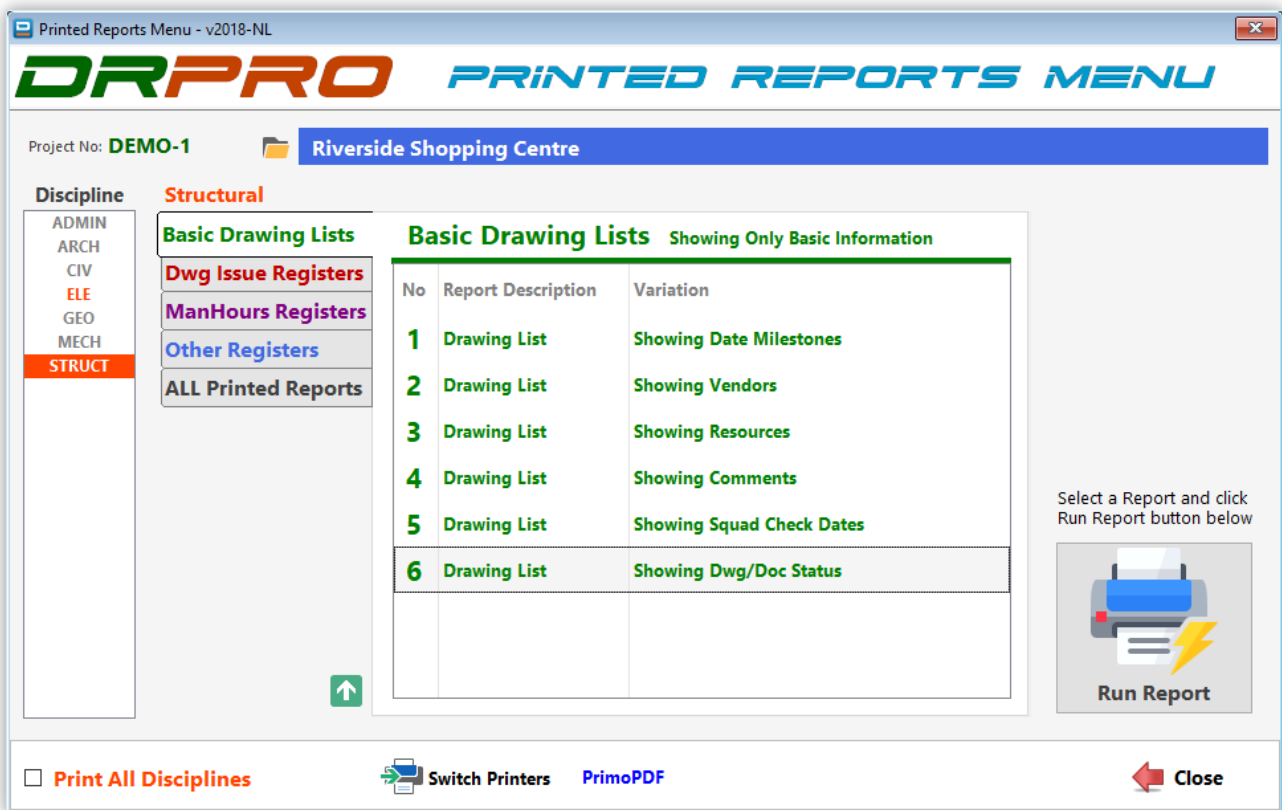 Printed Reports Menu - v2018-NL
DRPRO PRINTED REPORTS MENU
Project No: DEMO-1 Riverside Shopping Centre
Discipline
ADMIN
ARCH
CIV
ELE
GEO
MECH
STRUCT
Structural
Basic Drawing Lists
Dwg Issue Registers
ManHours Registers
Other Registers
ALL Printed Reports
Basic Drawing Lists Showing Only Basic Information
No Report Description Variation
1 Drawing List Showing Date Milestones
2 Drawing List Showing Vendors
3 Drawing List Showing Resources
4 Drawing List Showing Comments
5 Drawing List Showing Squad Check Dates
6 Drawing List Showing Dwg/Doc Status
Select a Report and click
Run Report button below
Run Report
Print All Disciplines Switch Printers PrimoPDF Close